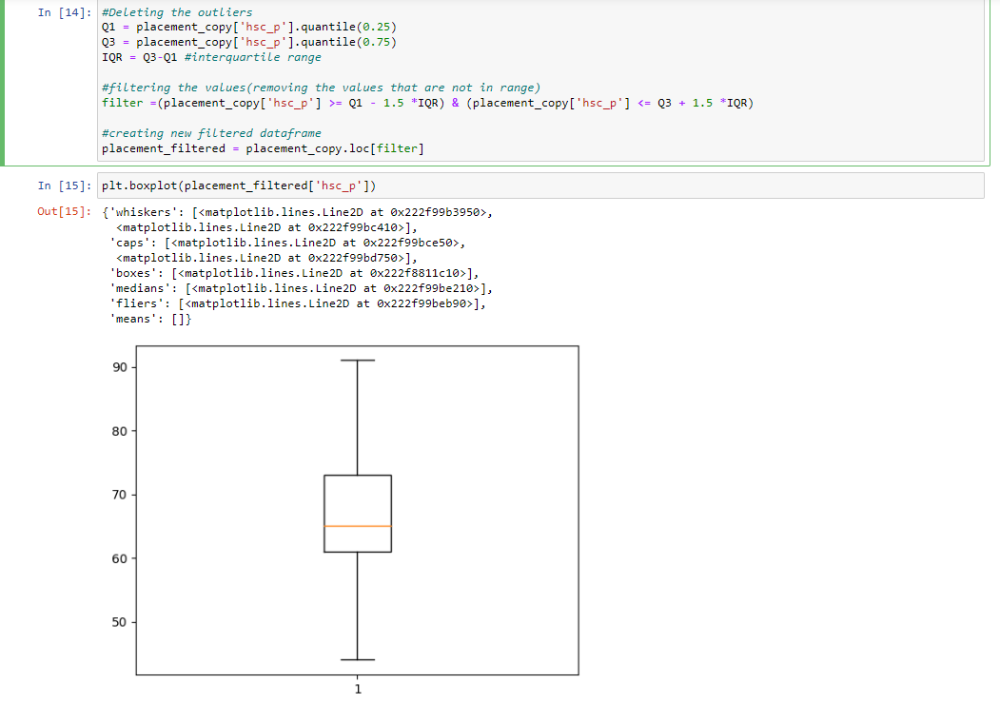 In [14]: #Deleting the outliers
Q1 = placement_copy['hsc_p'].quantile(0.25)
Q3 = placement_copy['hsc_p'].quantile(0.75)
IQR = Q3-Q1 #interquartile range
#filtering the values(removing the values that are not in range)
filter =(placement_copy['hsc_p'] >= Q1 - 1.5 *IQR) & (placement_copy['hsc_p'] <= Q3 + 1.5 *IQR)
#creating new filtered dataframe
placement_filtered = placement_copy.loc[filter]
In [15]: plt.boxplot(placement_filtered['hsc_p'])
Out[15]: {'whiskers': [<matplotlib.lines.Line2D at 0x222f99b3950>,
<matplotlib.lines.Line2D at 0x222f99bc410>],
'caps': [<matplotlib.lines.Line2D at 0x222f99bce50>,
<matplotlib.lines.Line2D at 0x222f99bd750>],
'boxes': [<matplotlib.lines.Line2D at 0x222f8811c10>],
'medians': [<matplotlib.lines.Line2D at 0x222f99be210>],
'fliers': [<matplotlib.lines.Line2D at 0x222f99beb90>],
'means': []}
90
80
70
60
50
1